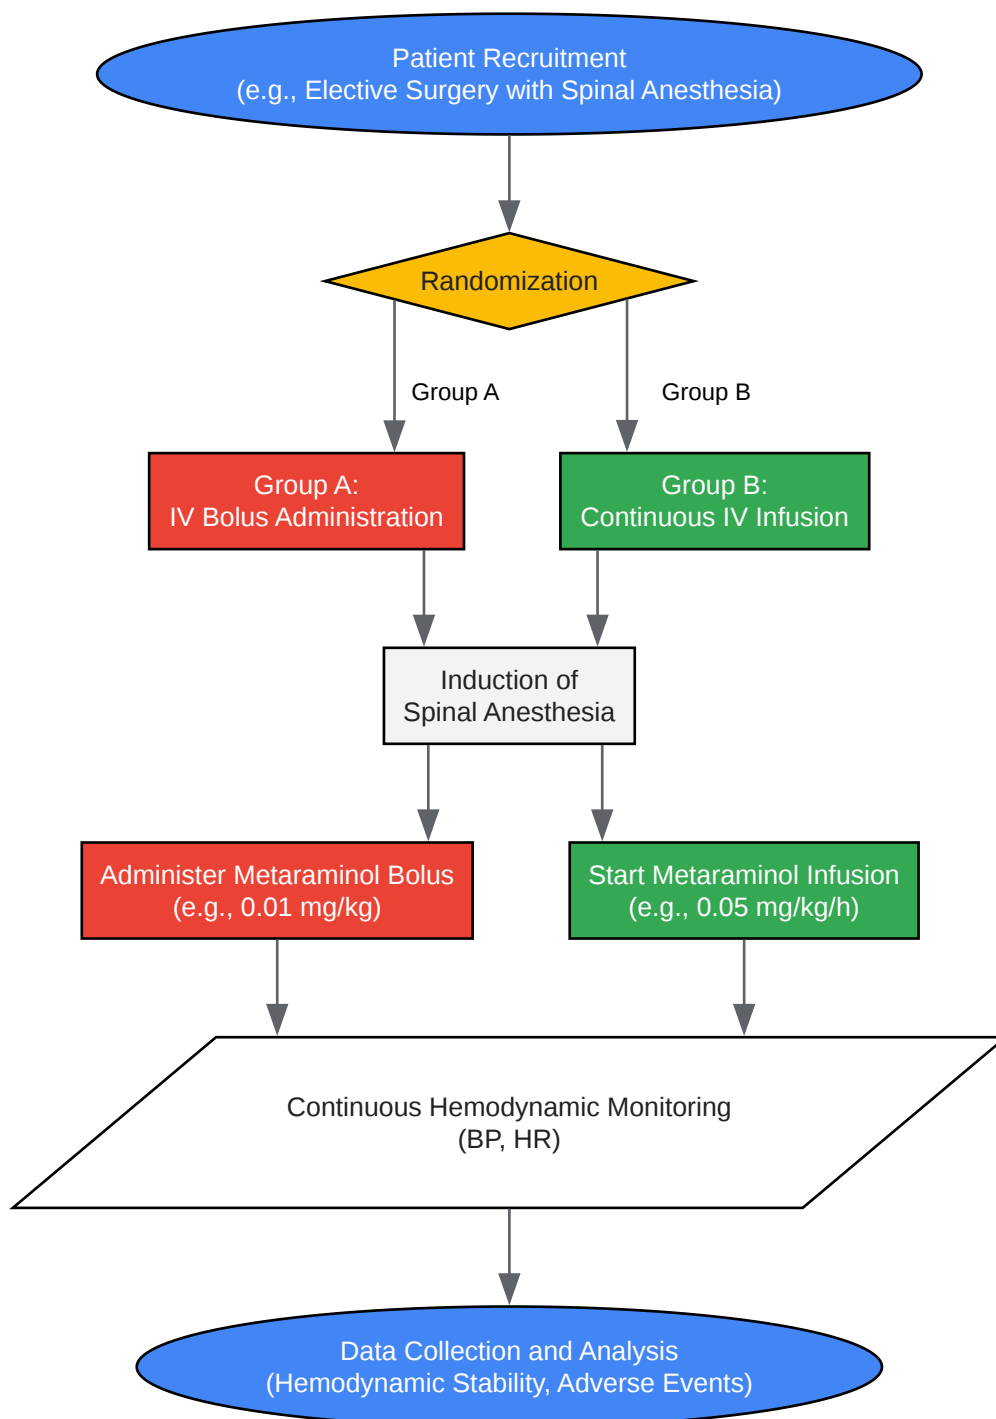 Patient Recruitment
(e.g., Elective Surgery with Spinal Anesthesia)
Randomization
Group A
Group B
Group A:
IV Bolus Administration
Group B:
Continuous IV Infusion
Induction of
Spinal Anesthesia
Administer Metaraminol Bolus
(e.g., 0.01 mg/kg)
Start Metaraminol Infusion
(e.g., 0.05 mg/kg/h)
Continuous Hemodynamic Monitoring
(BP, HR)
Data Collection and Analysis
(Hemodynamic Stability, Adverse Events)